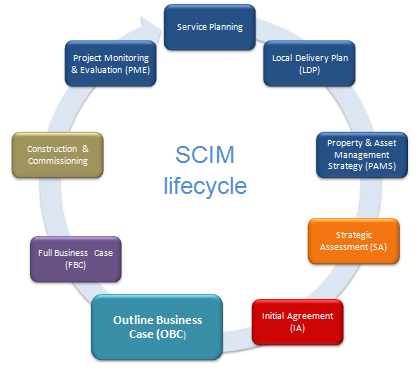 Service Planning
Local Delivery Plan
(LDP)
Property & Asset
Management
Strategy (PAMS)
Strategic
Assessment (SA)
Initial Agreement
(IA)
Outline Business
Case (OBC)
Full Business Case
(FBC)
Construction &
Commissioning
Project Monitoring
& Evaluation (PME)
SCIM
lifecycle